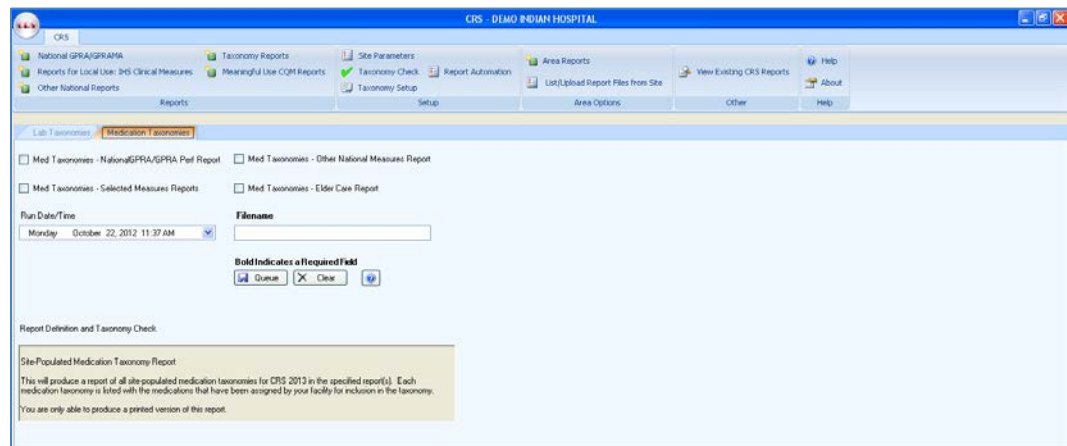 CRS - DEMO INDIAN HOSPITAL
CRS
National GPRA/GPRAMA
Reports for Local Use: IHS Clinical Measures
Other National Reports
Taxonomy Reports
Meaningful Use CQM Reports
Reports
Site Parameters
Taxonomy Check
Report Automation
Taxonomy Setup
Setup
Area Reports
List/Upload Report Files from Site
Area Options
View Existing CRS Reports
Other
Help
About
Help
Lab Taxonomies
Medication Taxonomies
Med Taxonomies - NationalGPRA/GPRA Perf Report
Med Taxonomies - Other National Measures Report
Med Taxonomies - Selected Measures Reports
Med Taxonomies - Elder Care Report
Run Date/Time
Filename
Monday October 22, 2012 11:37 AM
Bold Indicates a Required Field
Queue
Clear
Report Definition and Taxonomy Check
Site-Populated Medication Taxonomy Report
This will produce a report of all site-populated medication taxonomies for CRS 2013 in the specified report(s). Each
medication taxonomy is listed with the medications that have been assigned by your facility for inclusion in the taxonomy.
You are only able to produce a printed version of this report.